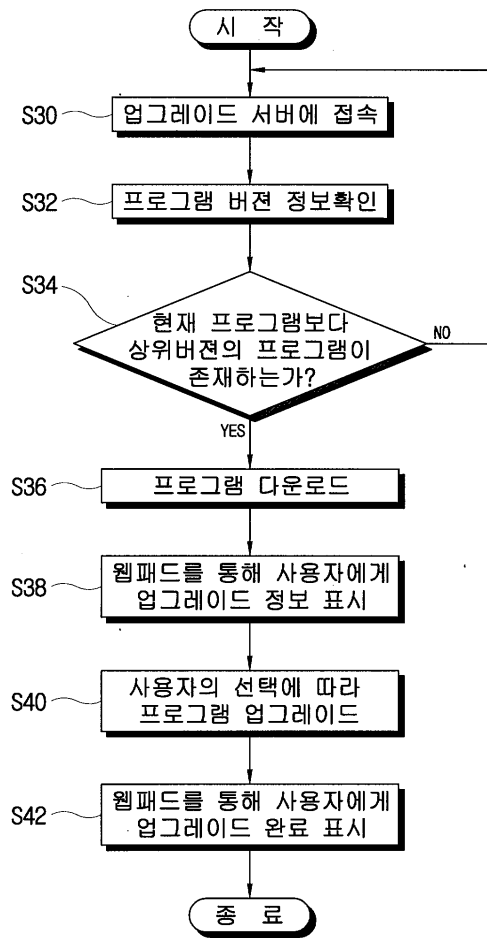 시 작
S30
업그레이드 서버에 접속
S32
프로그램 버젼 정보확인
S34
현재 프로그램보다
상위버젼의 프로그램이
존재하는가?
NO
YES
S36
프로그램 다운로드
S38
웹패드를 통해 사용자에게
업그레이드 정보 표시
S40
사용자의 선택에 따라
프로그램 업그레이드
S42
웹패드를 통해 사용자에게
업그레이드 완료 표시
종 료